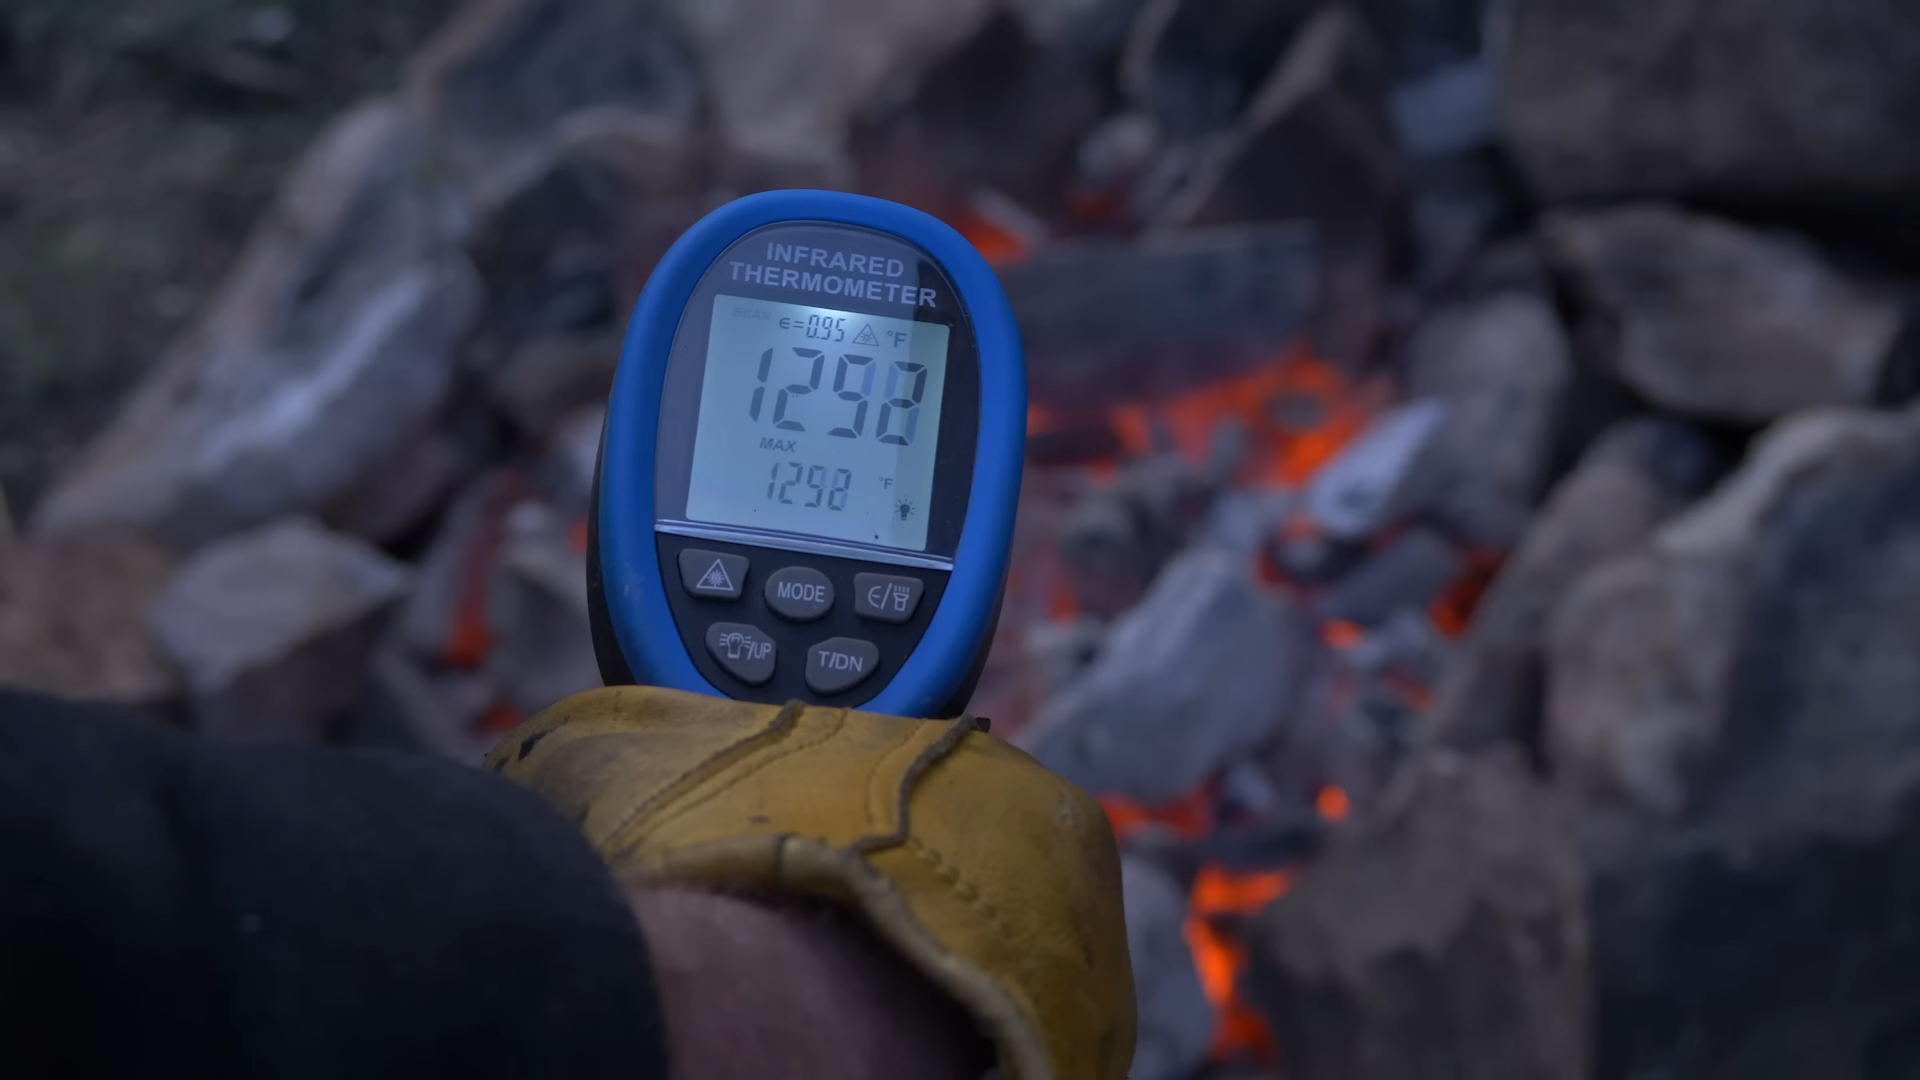 INFRARED
THERMOMETER
SCAN ϵ=0.95 °F
1298
MAX
1298 °F
MODE ϵ/
/UP T/DN